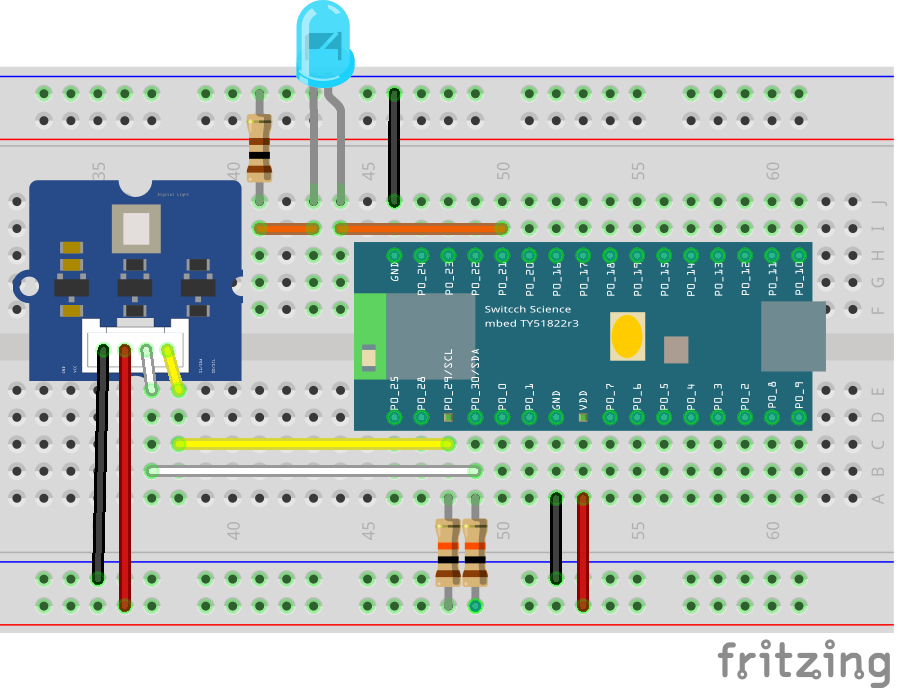 35 40 45 50 55 60
Digital Light
J
I
H
G
F
GND P0_24 P0_23 P0_22 P0_21 P0_20 P0_16 P0_17 P0_18 P0_19 P0_15 P0_14 P0_13 P0_12 P0_11 P0_10
Switcch Science
mbed TY51822r3
GND VCC
P0_25 P0_28 P0_29/SCL P0_30/SDA P0_0 P0_1 GND VDD P0_7 P0_6 P0_5 P0_4 P0_3 P0_2 P0_8 P0_9
E
D
C
B
A
40 45 50 55 60
fritzing